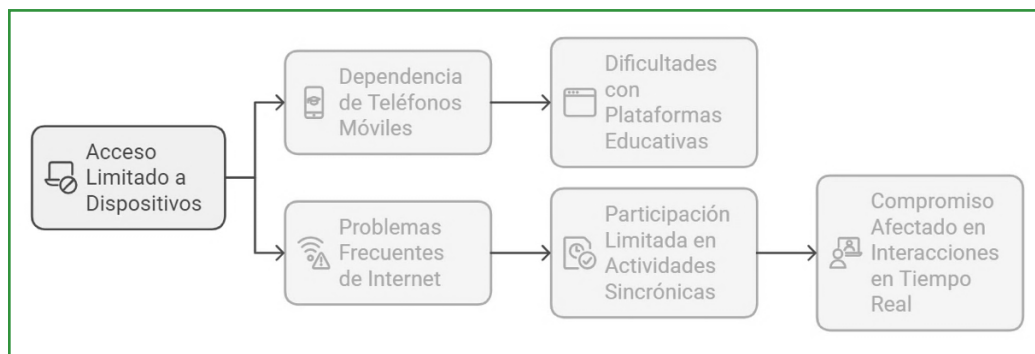 Acceso
Limitado a
Dispositivos
Dependencia
de Teléfonos
Móviles
Dificultades
con
Plataformas
Educativas
Problemas
Frecuentes
de Internet
Participación
Limitada en
Actividades
Sincrónicas
Compromiso
Afectado en
Interacciones
en Tiempo
Real